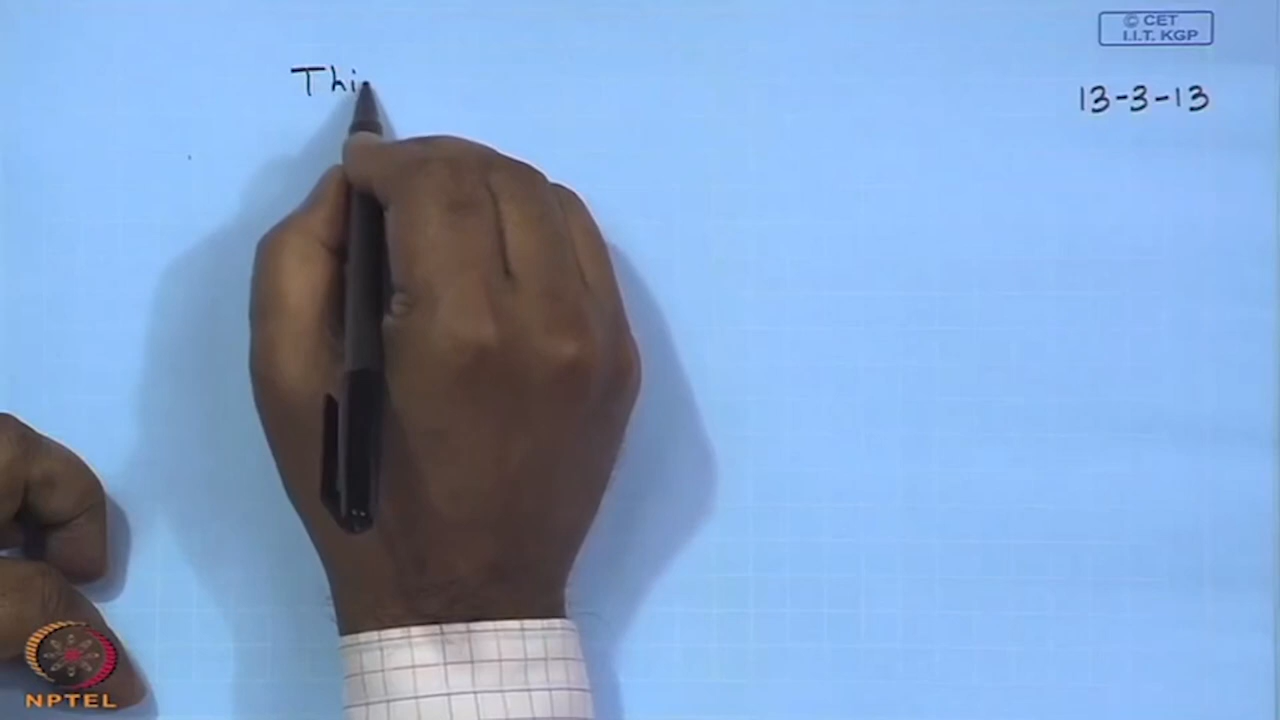 © CET
I.I.T. KGP
13-3-13
Thi
NPTEL